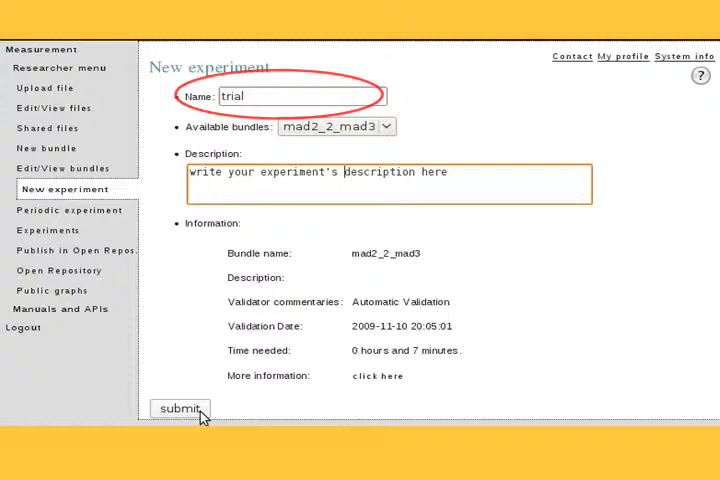 Measurement
Researcher menu
Upload file
Edit/View files
Shared files
New bundle
Edit/View bundles
New experiment
Periodic experiment
Experiments
Publish in Open Repos.
Open Repository
Public graphs
Manuals and APIs
Logout
Contact My profile System info
?
New experiment
Name: trial
Available bundles: mad2_2_mad3
Description:
write your experiment's description here
Information:
Bundle name: mad2_2_mad3
Description:
Validator commentaries: Automatic Validation
Validation Date: 2009-11-10 20:05:01
Time needed: 0 hours and 7 minutes.
More information: click here
submit